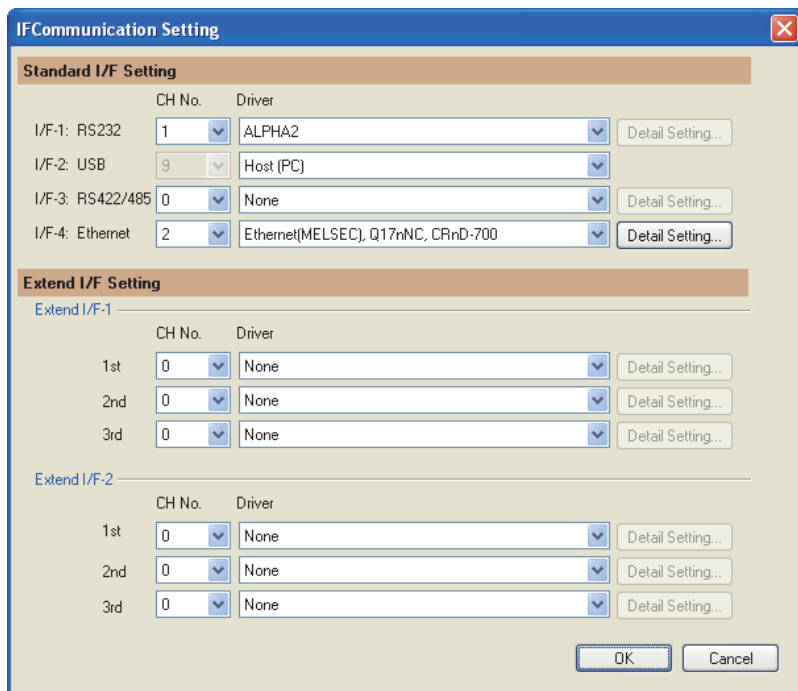 IFCommunication Setting
Standard I/F Setting
CH No. Driver
I/F-1: RS232 1 ALPHA2 Detail Setting...
I/F-2: USB 9 Host (PC)
I/F-3: RS422/485 0 None Detail Setting...
I/F-4: Ethernet 2 Ethernet(MELSEC), Q17nNC, CRnD-700 Detail Setting...
Extend I/F Setting
Extend I/F-1
CH No. Driver
1st 0 None Detail Setting...
2nd 0 None Detail Setting...
3rd 0 None Detail Setting...
Extend I/F-2
CH No. Driver
1st 0 None Detail Setting...
2nd 0 None Detail Setting...
3rd 0 None Detail Setting...
OK Cancel